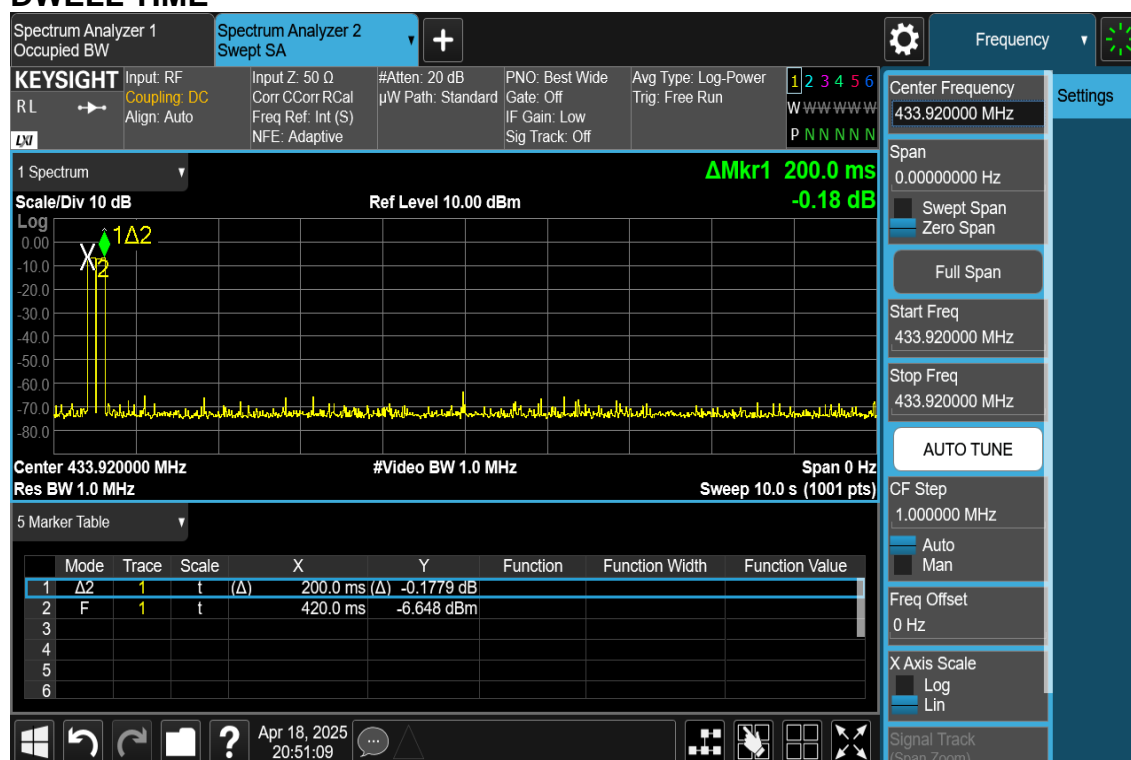 DWELL TIME
Spectrum Analyzer 1
Occupied BW
Spectrum Analyzer 2
Swept SA
Frequency
KEYSIGHT
RL
LXI
Input: RF
Coupling: DC
Align: Auto
Input Z: 50 Ω
Corr CCorr RCal
Freq Ref: Int (S)
NFE: Adaptive
#Atten: 20 dB
µW Path: Standard
PNO: Best Wide
Gate: Off
IF Gain: Low
Sig Track: Off
Avg Type: Log-Power
Trig: Free Run
1 2 3 4 5 6
W W W W W W
P N N N N N
1 Spectrum
ΔMkr1 200.0 ms
-0.18 dB
Scale/Div 10 dB
Ref Level 10.00 dBm
Log
0.00
-10.0
-20.0
-30.0
-40.0
-50.0
-60.0
-70.0
-80.0
1Δ2
X
2
Center 433.920000 MHz
#Video BW 1.0 MHz
Span 0 Hz
Res BW 1.0 MHz
Sweep 10.0 s (1001 pts)
5 Marker Table
Mode Trace Scale X Y Function Function Width Function Value
1 Δ2 1 t (Δ) 200.0 ms (Δ) -0.1779 dB
2 F 1 t 420.0 ms -6.648 dBm
3
4
5
6
?
Apr 18, 2025
20:51:09
Center Frequency
433.920000 MHz
Settings
Span
0.00000000 Hz
Swept Span
Zero Span
Full Span
Start Freq
433.920000 MHz
Stop Freq
433.920000 MHz
AUTO TUNE
CF Step
1.000000 MHz
Auto
Man
Freq Offset
0 Hz
X Axis Scale
Log
Lin
Signal Track
(Span Zoom)